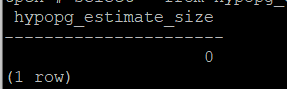 hypopg_estimate_size
----------------------
0
(1 row)